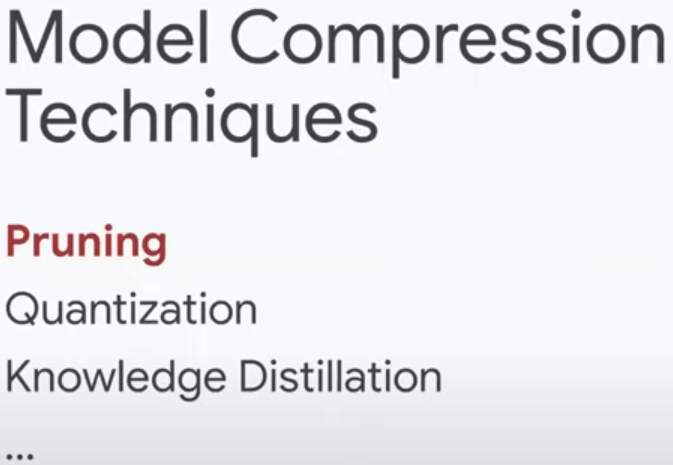 Model Compression
Techniques
Pruning
Quantization
Knowledge Distillation
...